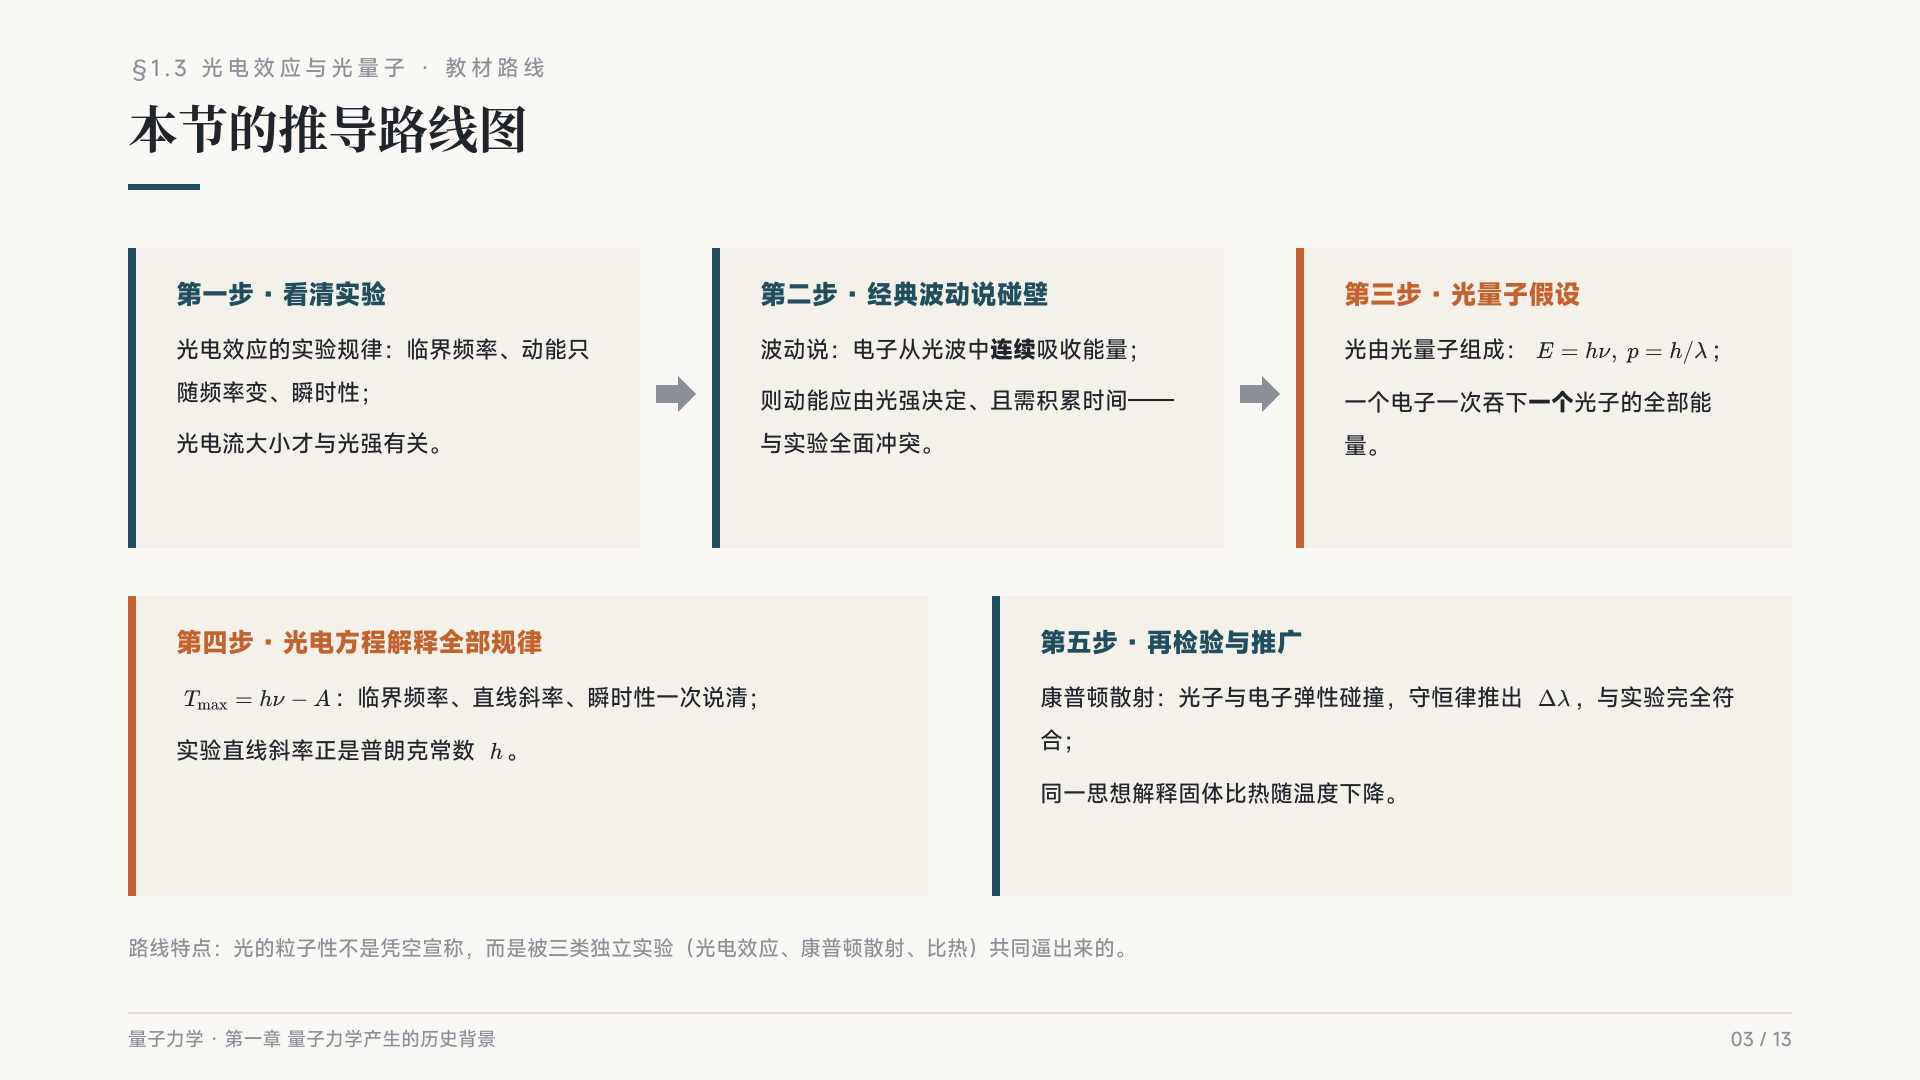 §1.3 光电效应与光量子 · 教材路线
本节的推导路线图
第一步 · 看清实验
光电效应的实验规律：临界频率、动能只
随频率变、瞬时性；
光电流大小才与光强有关。
第二步 · 经典波动说碰壁
波动说：电子从光波中连续吸收能量；
则动能应由光强决定、且需积累时间——
与实验全面冲突。
第三步 · 光量子假设
光由光量子组成： E = hν, p = h/λ；
一个电子一次吞下一个光子的全部能
量。
第四步 · 光电方程解释全部规律
T_max = hν − A：临界频率、直线斜率、瞬时性一次说清；
实验直线斜率正是普朗克常数 h。
第五步 · 再检验与推广
康普顿散射：光子与电子弹性碰撞，守恒律推出 Δλ，与实验完全符
合；
同一思想解释固体比热随温度下降。
路线特点：光的粒子性不是凭空宣称，而是被三类独立实验（光电效应、康普顿散射、比热）共同逼出来的。
量子力学 · 第一章 量子力学产生的历史背景
03 / 13